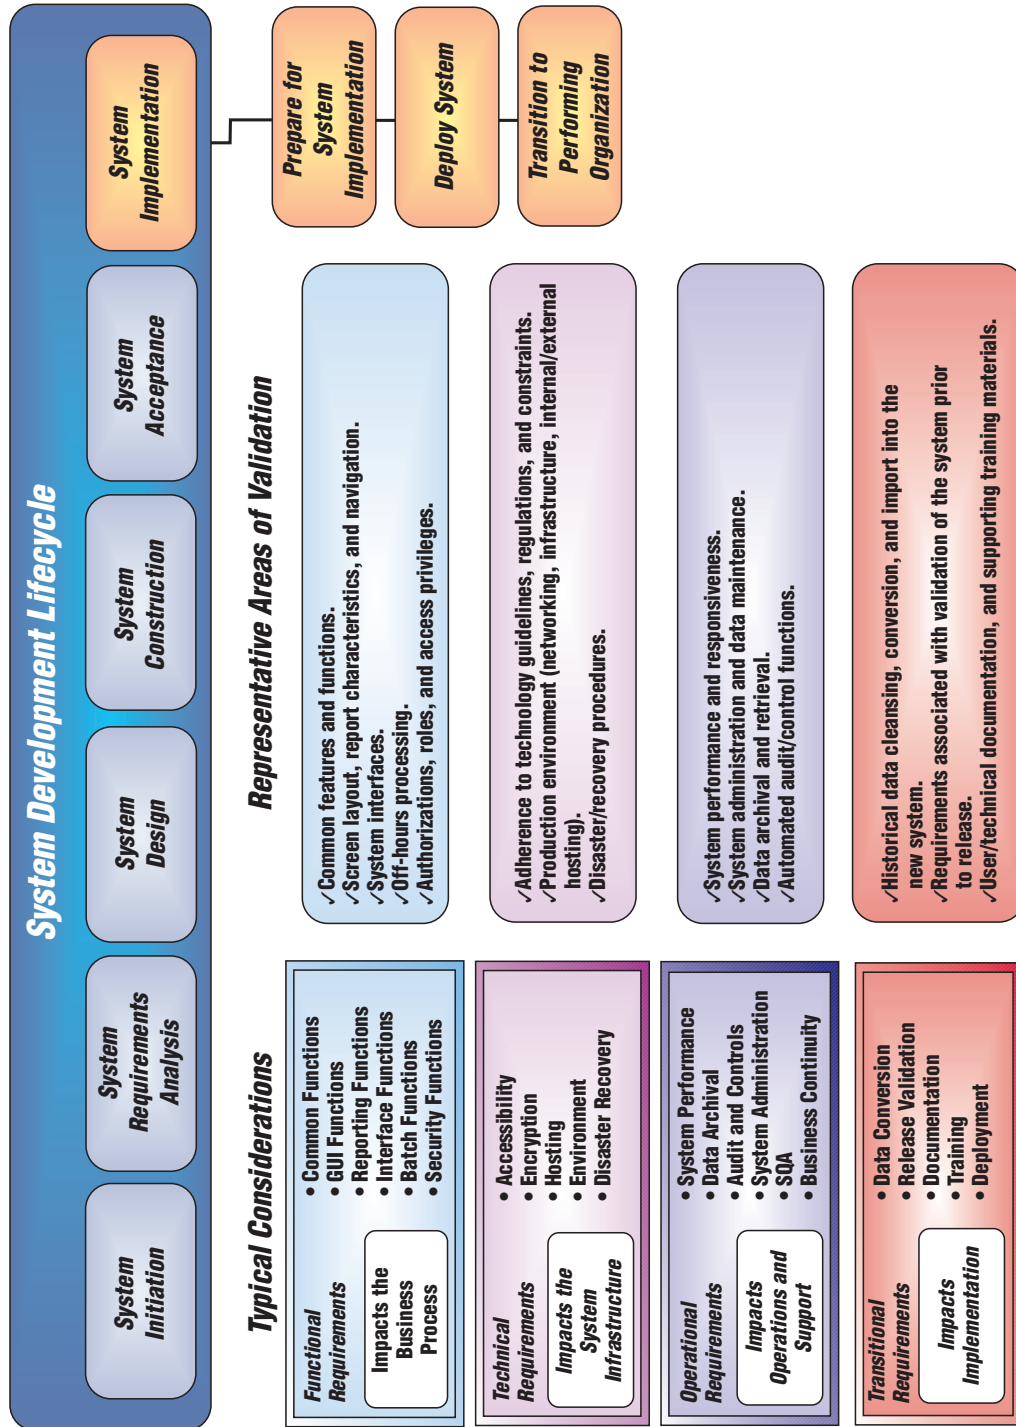 System Development Lifecycle
System
Initiation
System
Requirements
Analysis
System
Design
System
Construction
System
Acceptance
System
Implementation
Prepare for
System
Implementation
Deploy System
Transition to
Performing
Organization
Typical Considerations
Representative Areas of Validation
Functional
Requirements
Impacts the
Business
Process
• Common Functions
• GUI Functions
• Reporting Functions
• Interface Functions
• Batch Functions
• Security Functions
✓Common features and functions.
✓Screen layout, report characteristics, and navigation.
✓System interfaces.
✓Off-hours processing.
✓Authorizations, roles, and access privileges.
Technical
Requirements
Impacts the
System
Infrastructure
• Accessibility
• Encryption
• Hosting
• Environment
• Disaster Recovery
✓Adherence to technology guidelines, regulations, and constraints.
✓Production environment (networking, infrastructure, internal/external
hosting).
✓Disaster/recovery procedures.
Operational
Requirements
Impacts
Operations and
Support
• System Performance
• Data Archival
• Audit and Controls
• System Administration
• SQA
• Business Continuity
✓System performance and responsiveness.
✓System administration and data maintenance.
✓Data archival and retrieval.
✓Automated audit/control functions.
Transitional
Requirements
Impacts
Implementation
• Data Conversion
• Release Validation
• Documentation
• Training
• Deployment
✓Historical data cleansing, conversion, and import into the
new system.
✓Requirements associated with validation of the system prior
to release.
✓User/technical documentation, and supporting training materials.